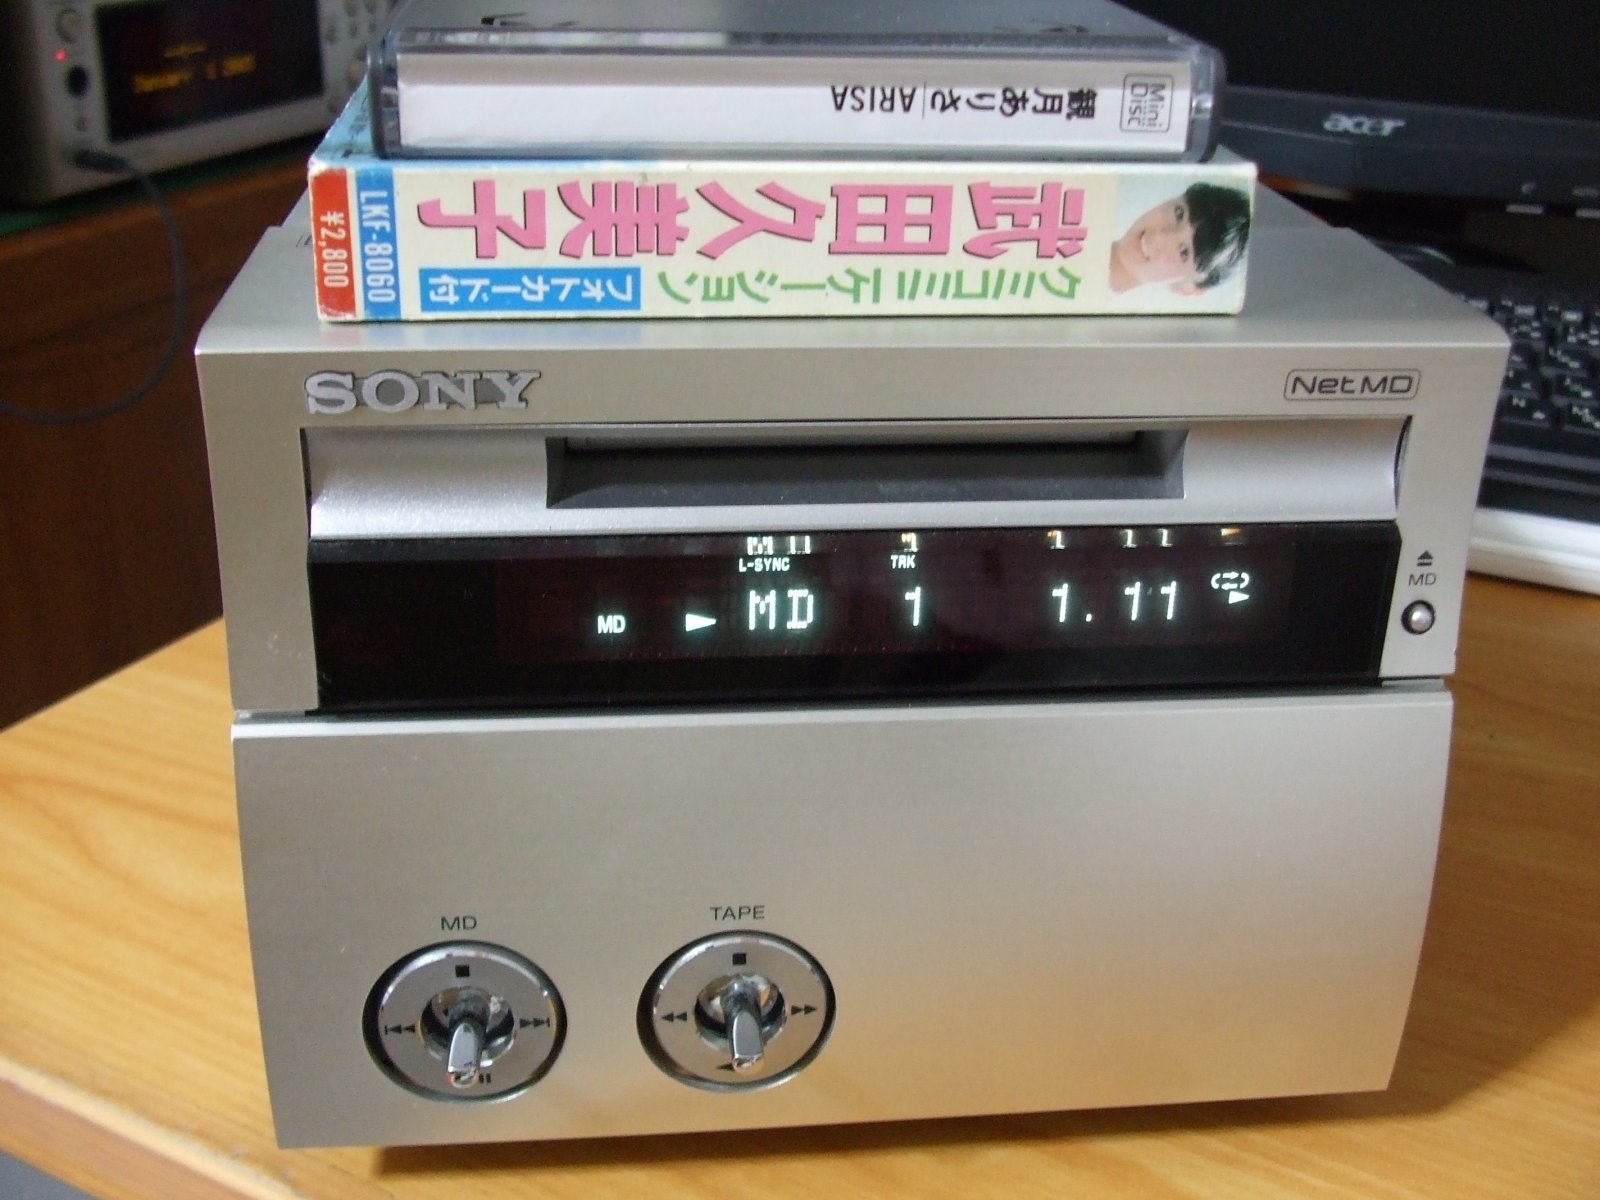 観月ありさ/ARISA
Mini
Disc
武田久美子
クミコミュニケーション
フォトカード付
LKF-8060
¥2,800
acer
SONY
NetMD
L-SYNC
TRK
MD
MD 1 1.11
MD
MD
TAPE